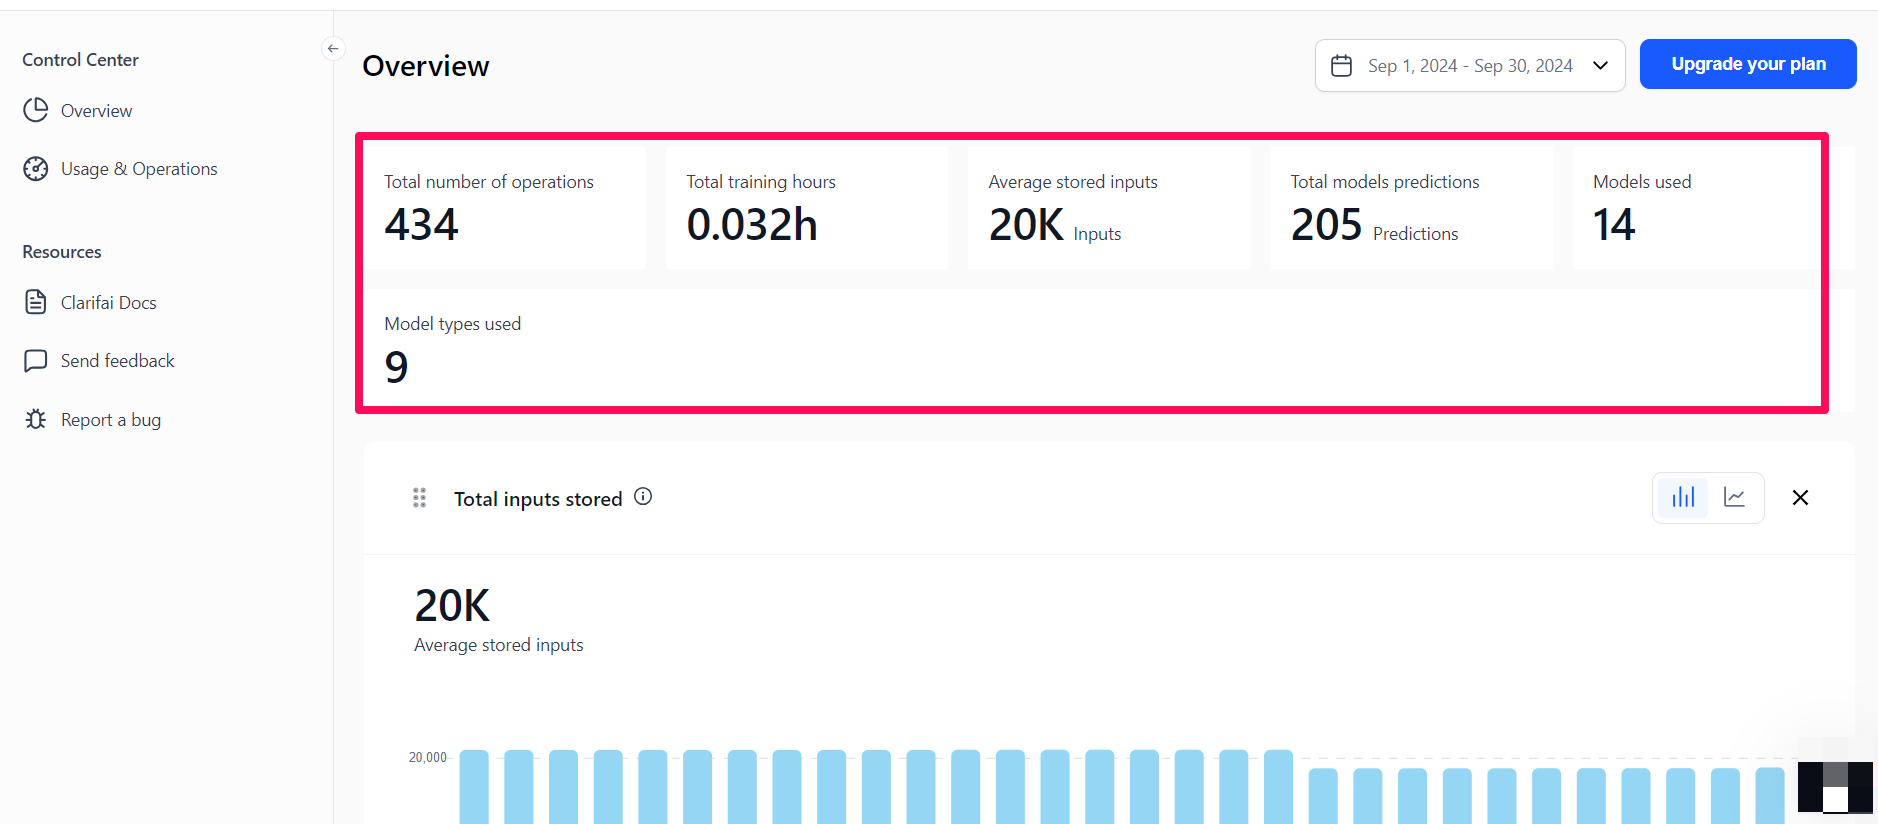 Control Center
Overview
Usage & Operations
Resources
Clarifai Docs
Send feedback
Report a bug
Overview
Sep 1, 2024 - Sep 30, 2024
Upgrade your plan
Total number of operations
434
Total training hours
0.032h
Average stored inputs
20K Inputs
Total models predictions
205 Predictions
Models used
14
Model types used
9
Total inputs stored
20K
Average stored inputs
20,000